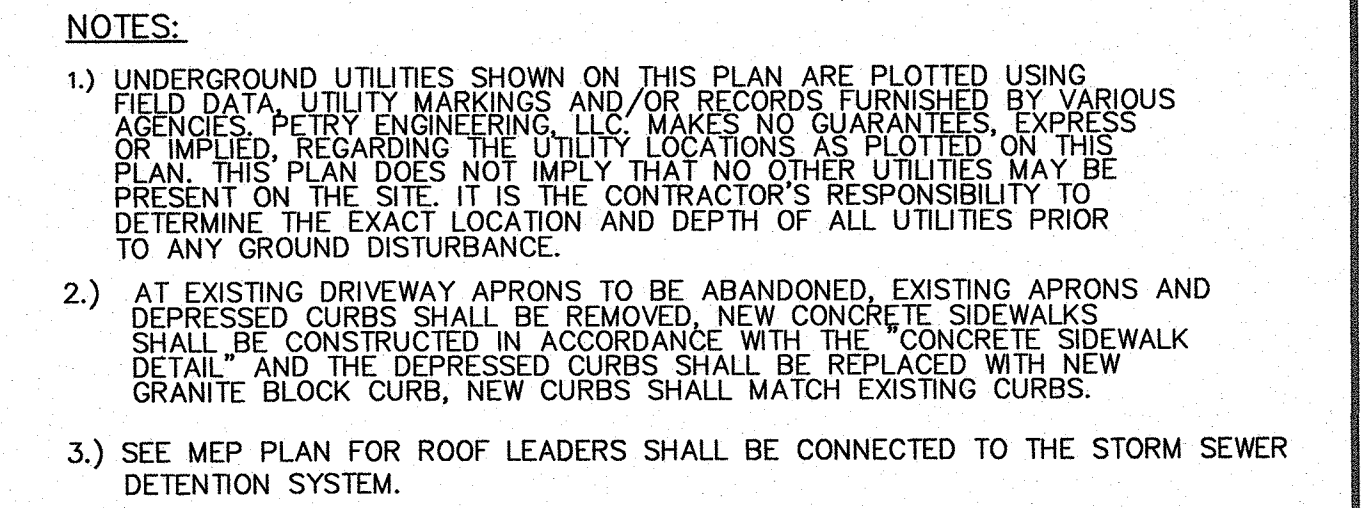 NOTES:
1.) UNDERGROUND UTILITIES SHOWN ON THIS PLAN ARE PLOTTED USING
FIELD DATA, UTILITY MARKINGS AND/OR RECORDS FURNISHED BY VARIOUS
AGENCIES. PETRY ENGINEERING, LLC. MAKES NO GUARANTEES, EXPRESS
OR IMPLIED, REGARDING THE UTILITY LOCATIONS AS PLOTTED ON THIS
PLAN. THIS PLAN DOES NOT IMPLY THAT NO OTHER UTILITIES MAY BE
PRESENT ON THE SITE. IT IS THE CONTRACTOR'S RESPONSIBILITY TO
DETERMINE THE EXACT LOCATION AND DEPTH OF ALL UTILITIES PRIOR
TO ANY GROUND DISTURBANCE.
2.) AT EXISTING DRIVEWAY APRONS TO BE ABANDONED, EXISTING APRONS AND
DEPRESSED CURBS SHALL BE REMOVED, NEW CONCRETE SIDEWALKS
SHALL BE CONSTRUCTED IN ACCORDANCE WITH THE "CONCRETE SIDEWALK
DETAIL" AND THE DEPRESSED CURBS SHALL BE REPLACED WITH NEW
GRANITE BLOCK CURB, NEW CURBS SHALL MATCH EXISTING CURBS.
3.) SEE MEP PLAN FOR ROOF LEADERS SHALL BE CONNECTED TO THE STORM SEWER
DETENTION SYSTEM.